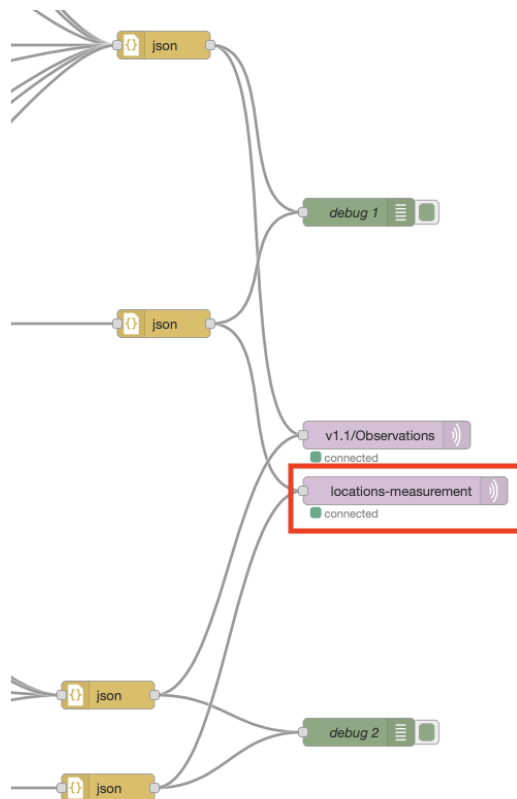 json
debug 1
json
v1.1/Observations
connected
locations-measurement
connected
json
debug 2
json